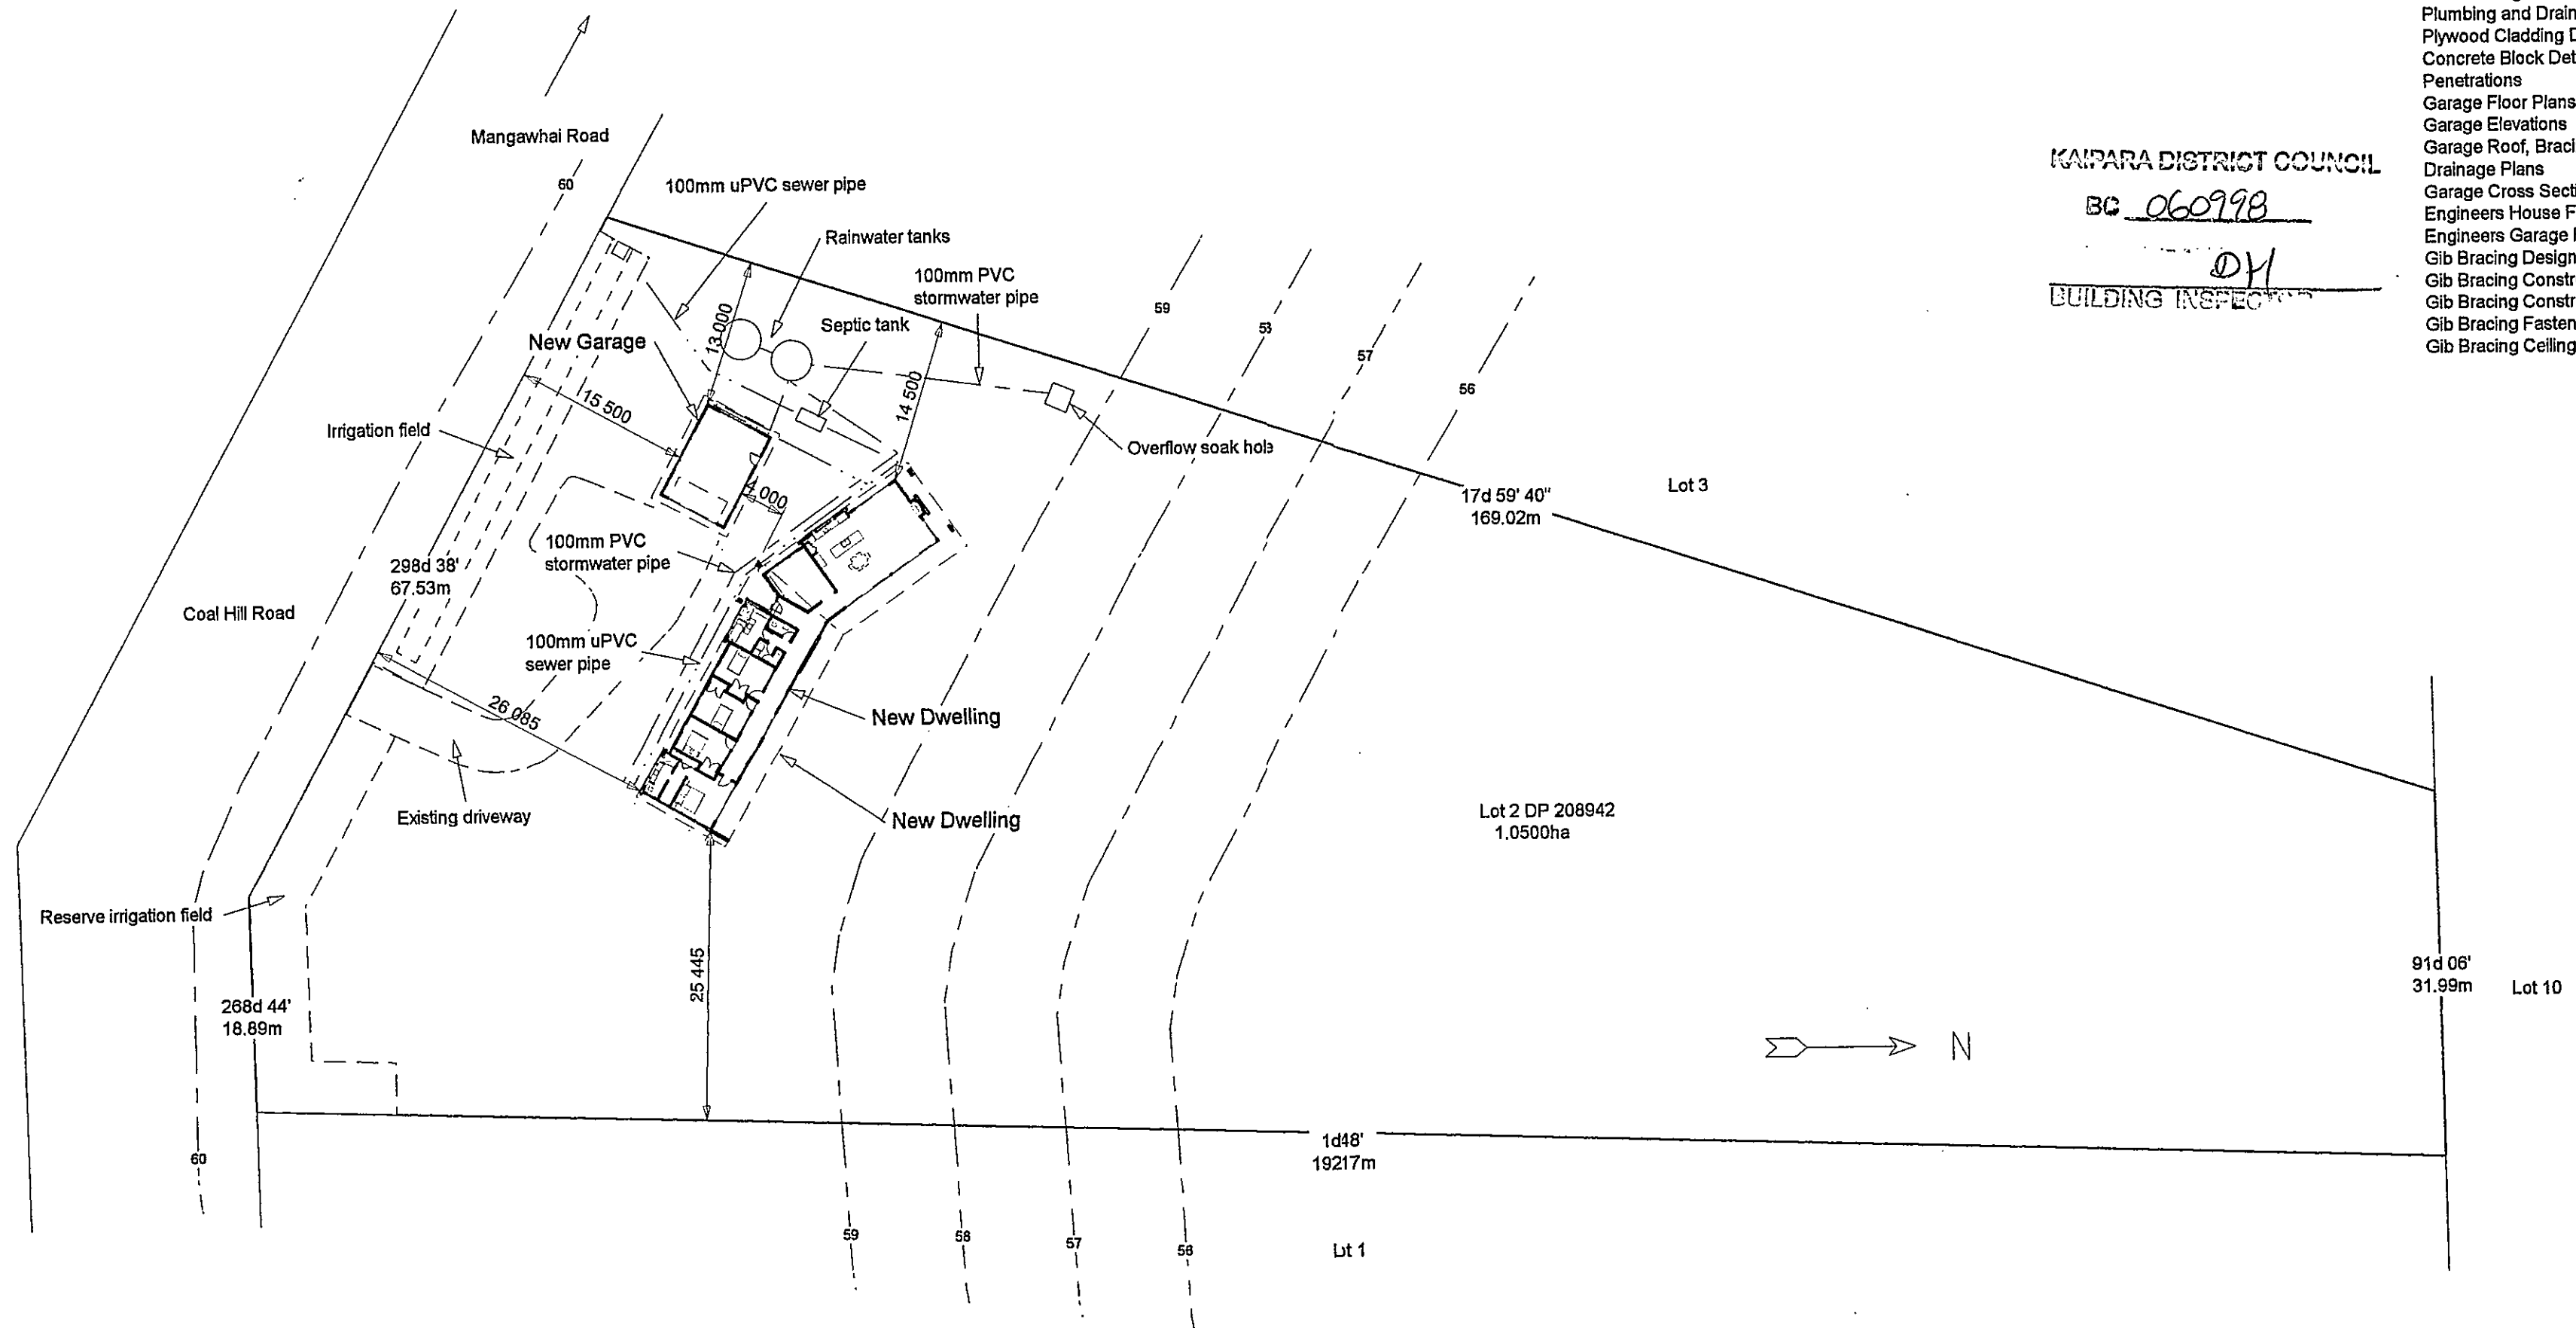 Plumbing and Drain
Plywood Cladding D
Concrete Block Det
Penetrations
Garage Floor Plans
Garage Elevations
Garage Roof, Braci
Drainage Plans
Garage Cross Secti
Engineers House F
Engineers Garage
Gib Bracing Design
Gib Bracing Constr
Gib Bracing Constr
Gib Bracing Fasten
Gib Bracing Ceiling
KAIPARA DISTRICT COUNCIL
BC 060998
DH
BUILDING INSPECTOR
Mangawhai Road
60
100mm uPVC sewer pipe
Rainwater tanks
100mm PVC
stormwater pipe
Septic tank
13 000
New Garage
15 500
14 500
59
58
57
56
Irrigation field
Overflow soak hole
4 000
17d 59' 40"
169.02m
Lot 3
100mm PVC
stormwater pipe
298d 38'
67.53m
Coal Hill Road
100mm uPVC
sewer pipe
26 085
New Dwelling
Existing driveway
New Dwelling
Lot 2 DP 208942
1.0500ha
Reserve irrigation field
25 445
268d 44'
18.89m
91d 06'
31.99m
Lot 10
N
1d48'
19217m
60
59
58
57
56
Lot 1